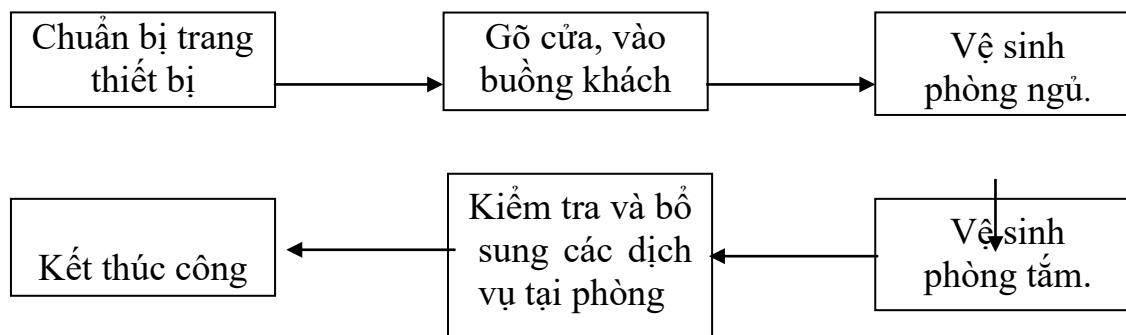 Chuẩn bị trang
thiết bị
Gõ cửa, vào
buồng khách
Vệ sinh
phòng ngủ.
Vệ sinh
phòng tắm.
Kiểm tra và bổ
sung các dịch
vụ tại phòng
Kết thúc công